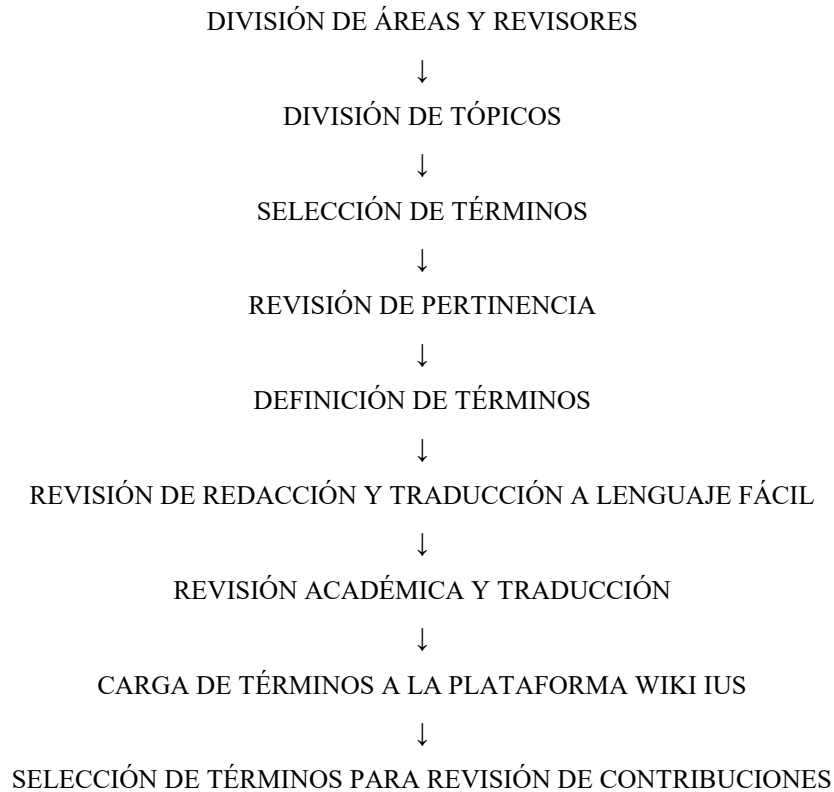 DIVISIÓN DE ÁREAS Y REVISORES
↓
DIVISIÓN DE TÓPICOS
↓
SELECCIÓN DE TÉRMINOS
↓
REVISIÓN DE PERTINENCIA
↓
DEFINICIÓN DE TÉRMINOS
↓
REVISIÓN DE REDACCIÓN Y TRADUCCIÓN A LENGUAJE FÁCIL
↓
REVISIÓN ACADÉMICA Y TRADUCCIÓN
↓
CARGA DE TÉRMINOS A LA PLATAFORMA WIKI IUS
↓
SELECCIÓN DE TÉRMINOS PARA REVISIÓN DE CONTRIBUCIONES